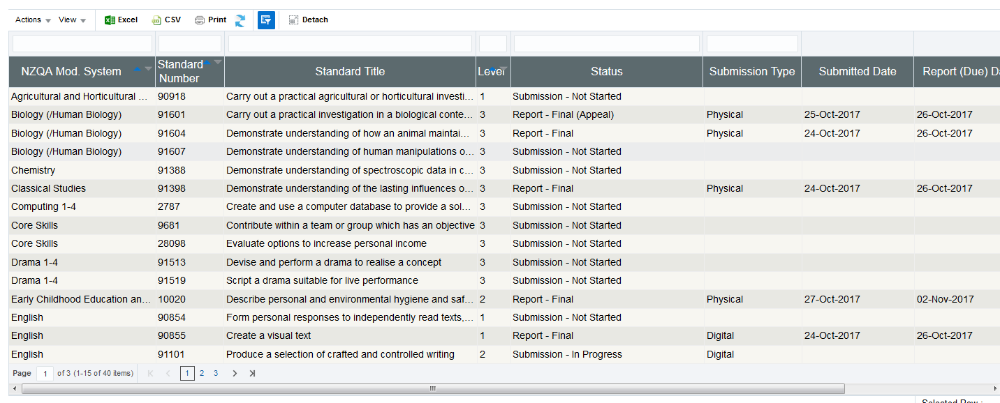 Actions View Excel CSV Print Detach
NZQA Mod. System Standard Number Standard Title Level Status Submission Type Submitted Date Report (Due) Da
Agricultural and Horticultural ... 90918 Carry out a practical agricultural or horticultural investi... 1 Submission - Not Started
Biology (/Human Biology) 91601 Carry out a practical investigation in a biological conte... 3 Report - Final (Appeal) Physical 25-Oct-2017 26-Oct-2017
Biology (/Human Biology) 91604 Demonstrate understanding of how an animal maintai... 3 Report - Final Physical 24-Oct-2017 26-Oct-2017
Biology (/Human Biology) 91607 Demonstrate understanding of human manipulations o... 3 Submission - Not Started
Chemistry 91388 Demonstrate understanding of spectroscopic data in c... 3 Submission - Not Started
Classical Studies 91398 Demonstrate understanding of the lasting influences o... 3 Report - Final Physical 24-Oct-2017 26-Oct-2017
Computing 1-4 2787 Create and use a computer database to provide a sol... 3 Submission - Not Started
Core Skills 9681 Contribute within a team or group which has an objective 3 Submission - Not Started
Core Skills 28098 Evaluate options to increase personal income 3 Submission - Not Started
Drama 1-4 91513 Devise and perform a drama to realise a concept 3 Submission - Not Started
Drama 1-4 91519 Script a drama suitable for live performance 3 Submission - Not Started
Early Childhood Education an... 10020 Describe personal and environmental hygiene and saf... 2 Report - Final Physical 27-Oct-2017 02-Nov-2017
English 90854 Form personal responses to independently read texts,... 1 Submission - Not Started
English 90855 Create a visual text 1 Report - Final Digital 24-Oct-2017 26-Oct-2017
English 91101 Produce a selection of crafted and controlled writing 2 Submission - In Progress Digital
Page 1 of 3 (1-15 of 40 items) 1 2 3
Selected Row :